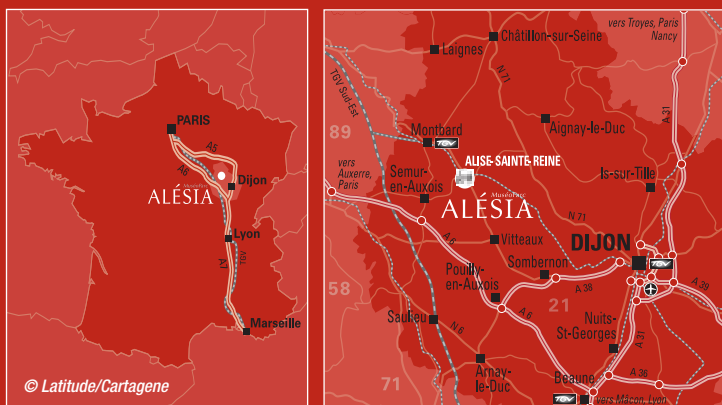 PARIS
A5
A6
Dijon
MuséoParc
ALÉSIA
Lyon
A7
TGV
Marseille
© Latitude/Cartagene
vers Troyes, Paris
Nancy
Châtillon-sur-Seine
Laignes
TGV Sud-Est
N 71
A 31
89
Montbard
TGV
Aignay-le-Duc
vers
Auxerre,
Paris
ALISE-SAINTE-REINE
Semur-
en-Auxois
Is-sur-Tille
MuséoParc
ALÉSIA
N 71
A 6
Vitteaux
DIJON
TGV
Sombernon
Pouilly-
en-Auxois
A 38
A 39
58
21
A 6
Saulieu
N 6
Nuits-
St-Georges
A 31
Arnay-
le-Duc
A 36
Beaune
71
TGV
vers Mâcon, Lyon